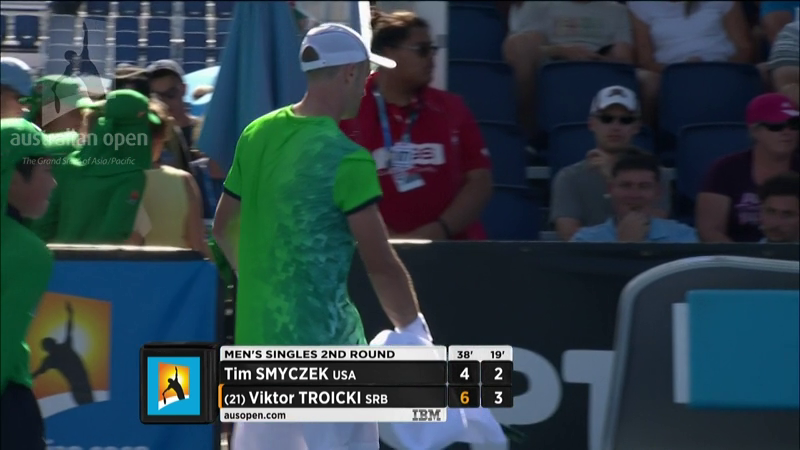 australian open
The Grand Slam of Asia/Pacific
MEN'S SINGLES 2ND ROUND 38' 19'
Tim SMYCZEK USA 4 2
(21) Viktor TROICKI SRB 6 3
ausopen.com IBM